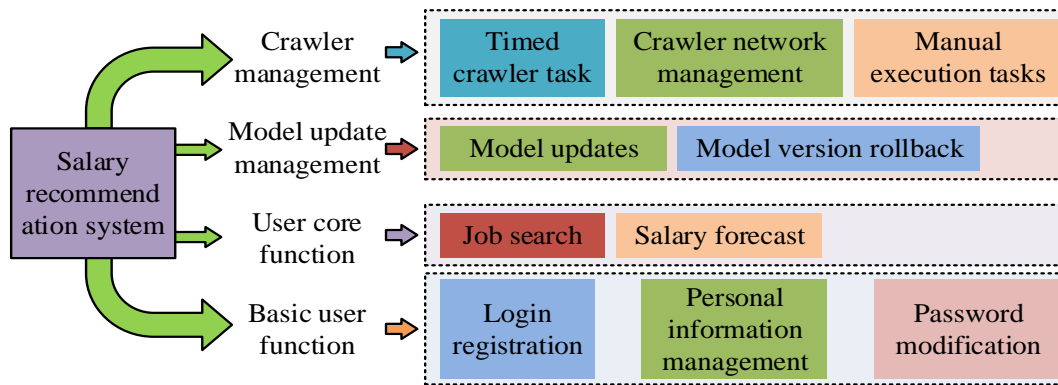 Salary
recommend
ation system
Crawler
management
Timed
crawler task
Crawler network
management
Manual
execution tasks
Model update
management
Model updates
Model version rollback
User core
function
Job search
Salary forecast
Basic user
function
Login
registration
Personal
information
management
Password
modification